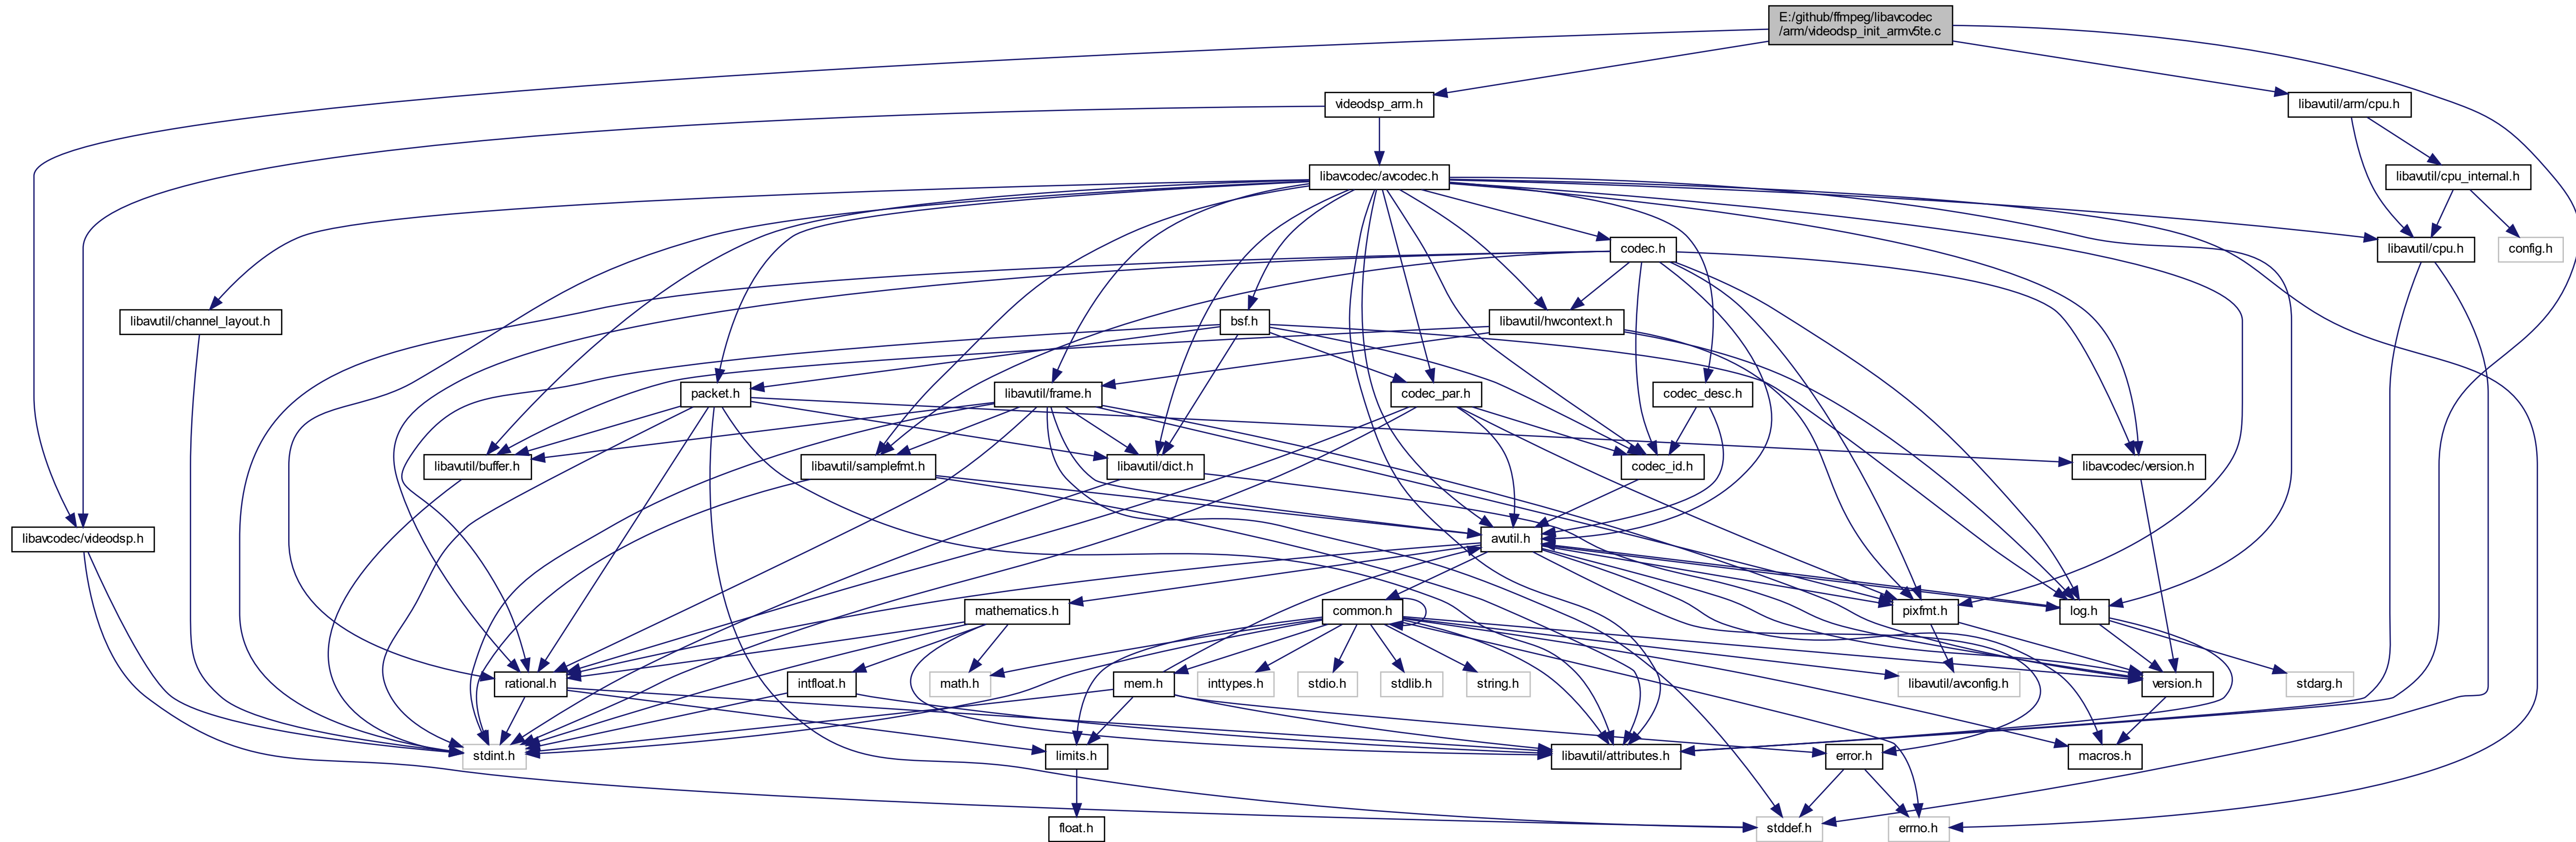 E:/github/ffmpeg/libavcodec
/arm/videodsp_init_armv5te.c
videodsp_arm.h
libavutil/arm/cpu.h
libavcodec/avcodec.h
libavutil/cpu_internal.h
codec.h
libavutil/cpu.h
config.h
libavutil/channel_layout.h
bsf.h
libavutil/hwcontext.h
packet.h
libavutil/frame.h
codec_par.h
codec_desc.h
libavutil/buffer.h
libavutil/samplefmt.h
libavutil/dict.h
codec_id.h
libavcodec/version.h
libavcodec/videodsp.h
avutil.h
mathematics.h
common.h
pixfmt.h
log.h
rational.h
intfloat.h
math.h
mem.h
inttypes.h
stdio.h
stdlib.h
string.h
libavutil/avconfig.h
version.h
stdarg.h
stdint.h
limits.h
libavutil/attributes.h
error.h
macros.h
float.h
stddef.h
errno.h